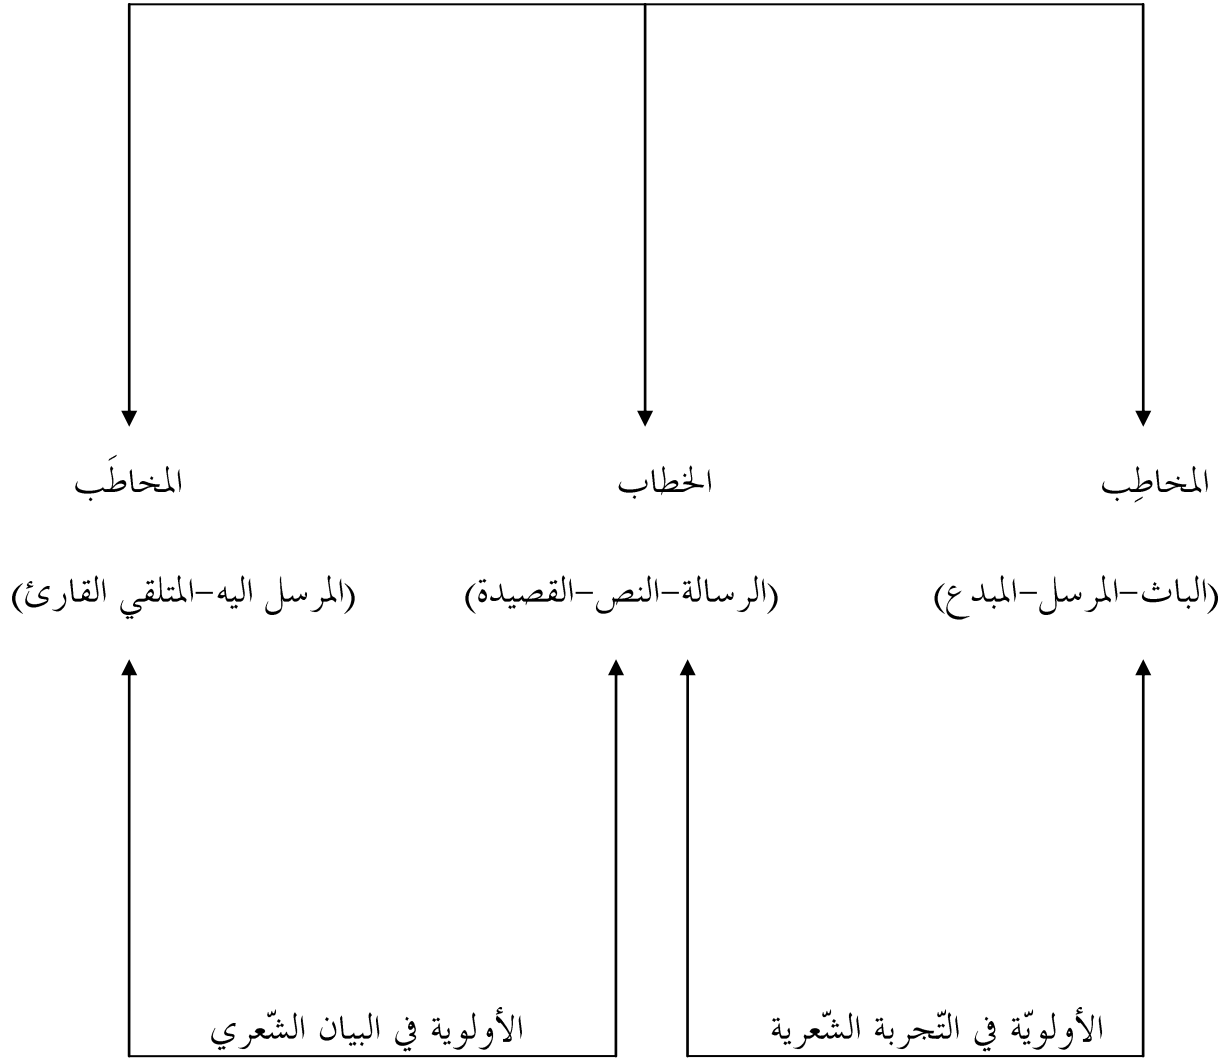 المخاطِب
الخطاب
المخاطَب
(الباث-المرسل-المبدع)
(الرسالة-النص-القصيدة)
(المرسل اليه-المتلقي القارئ)
الأولويّة في التّجربة الشّعرية
الأولوية في البيان الشّعري